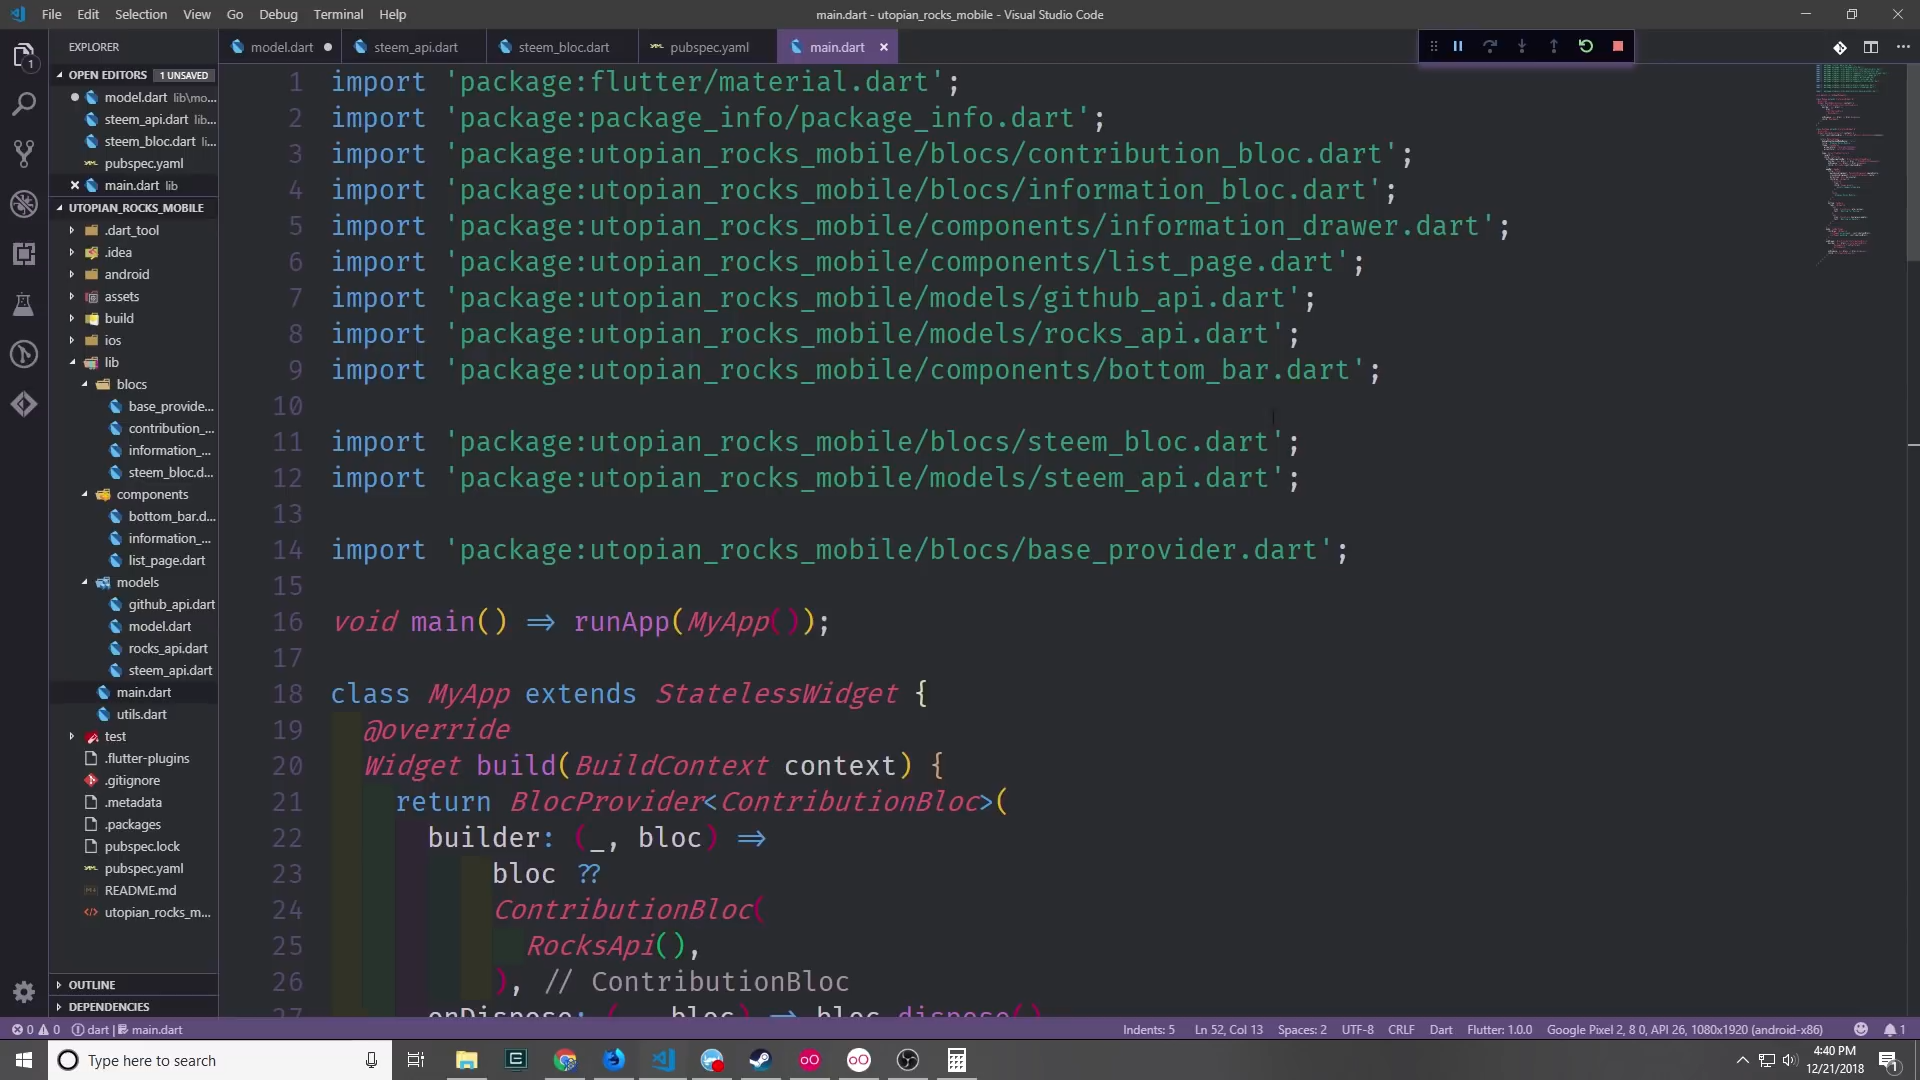 File Edit Selection View Go Debug Terminal Help
main.dart - utopian_rocks_mobile - Visual Studio Code
EXPLORER
model.dart
steem_api.dart
steem_bloc.dart
pubspec.yaml
main.dart
OPEN EDITORS 1 UNSAVED
model.dart lib\mo...
steem_api.dart lib...
steem_bloc.dart li...
pubspec.yaml
main.dart lib
UTOPIAN_ROCKS_MOBILE
.dart_tool
.idea
android
assets
build
ios
lib
blocs
base_provide...
contribution_...
information_...
steem_bloc.d...
components
bottom_bar.d...
information_...
list_page.dart
models
github_api.dart
model.dart
rocks_api.dart
steem_api.dart
main.dart
utils.dart
test
.flutter-plugins
.gitignore
.metadata
.packages
pubspec.lock
pubspec.yaml
README.md
utopian_rocks_m...
OUTLINE
DEPENDENCIES
1 import 'package:flutter/material.dart';
2 import 'package:package_info/package_info.dart';
3 import 'package:utopian_rocks_mobile/blocs/contribution_bloc.dart';
4 import 'package:utopian_rocks_mobile/blocs/information_bloc.dart';
5 import 'package:utopian_rocks_mobile/components/information_drawer.dart';
6 import 'package:utopian_rocks_mobile/components/list_page.dart';
7 import 'package:utopian_rocks_mobile/models/github_api.dart';
8 import 'package:utopian_rocks_mobile/models/rocks_api.dart';
9 import 'package:utopian_rocks_mobile/components/bottom_bar.dart';
10
11 import 'package:utopian_rocks_mobile/blocs/steem_bloc.dart';
12 import 'package:utopian_rocks_mobile/models/steem_api.dart';
13
14 import 'package:utopian_rocks_mobile/blocs/base_provider.dart';
15
16 void main() => runApp(MyApp());
17
18 class MyApp extends StatelessWidget {
19 @override
20 Widget build(BuildContext context) {
21 return BlocProvider<ContributionBloc>(
22 builder: (_, bloc) =>
23 bloc ??
24 ContributionBloc(
25 RocksApi(),
26 ), // ContributionBloc
27 onDispose: (_, bloc) => bloc.dispose()
0 0 dart | main.dart
Indents: 5 Ln 52, Col 13 Spaces: 2 UTF-8 CRLF Dart Flutter: 1.0.0 Google Pixel 2, 8 0, API 26, 1080x1920 (android-x86) 1
Type here to search
4:40 PM
12/21/2018